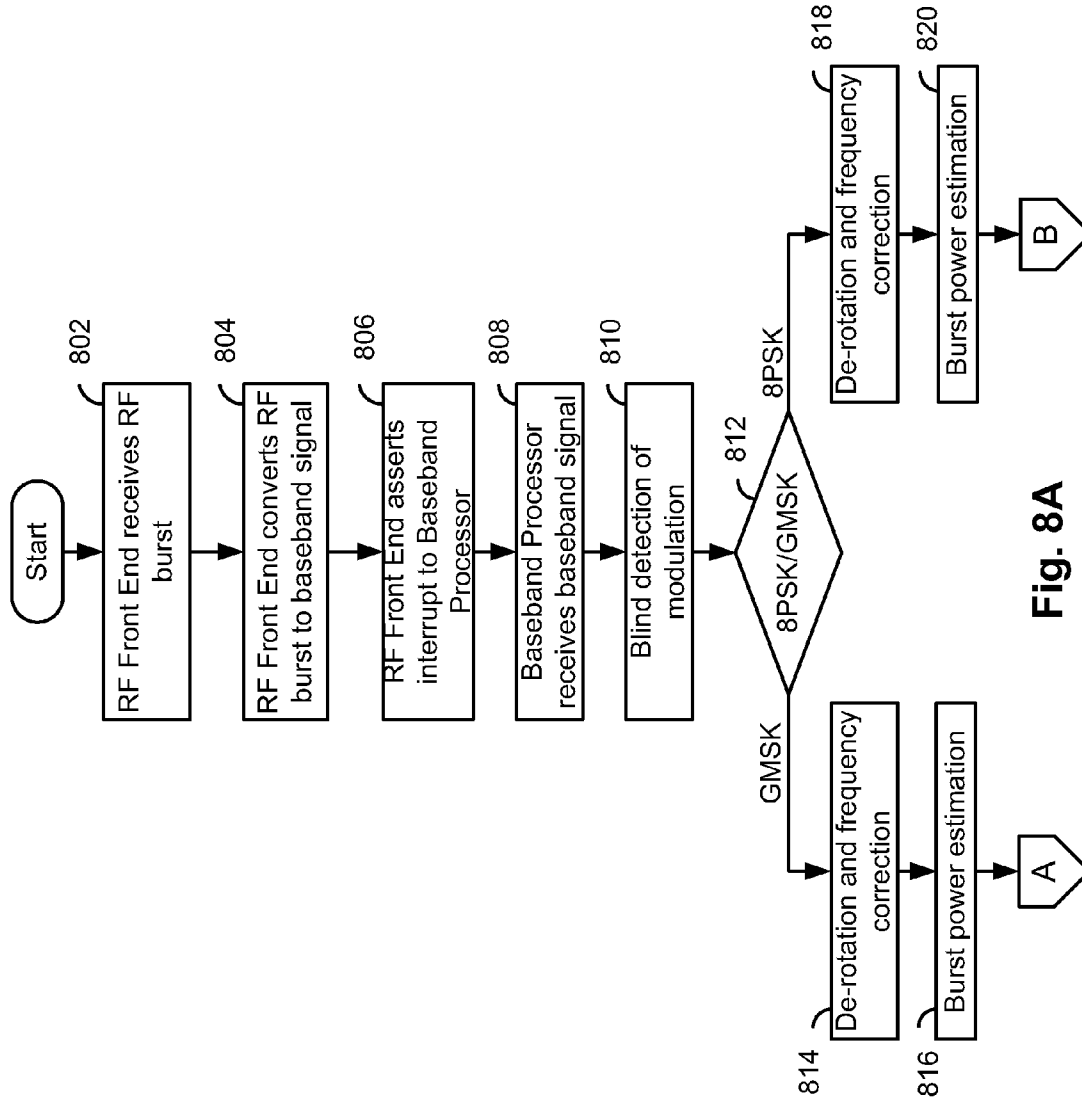 Start
802
RF Front End receives RF
burst
804
RF Front End converts RF
burst to baseband signal
806
RF Front End asserts
interrupt to Baseband
Processor
808
Baseband Processor
receives baseband signal
810
Blind detection of
modulation
812
8PSK/GMSK
GMSK
8PSK
814
De-rotation and frequency
correction
816
Burst power estimation
A
818
De-rotation and frequency
correction
820
Burst power estimation
B
Fig. 8A